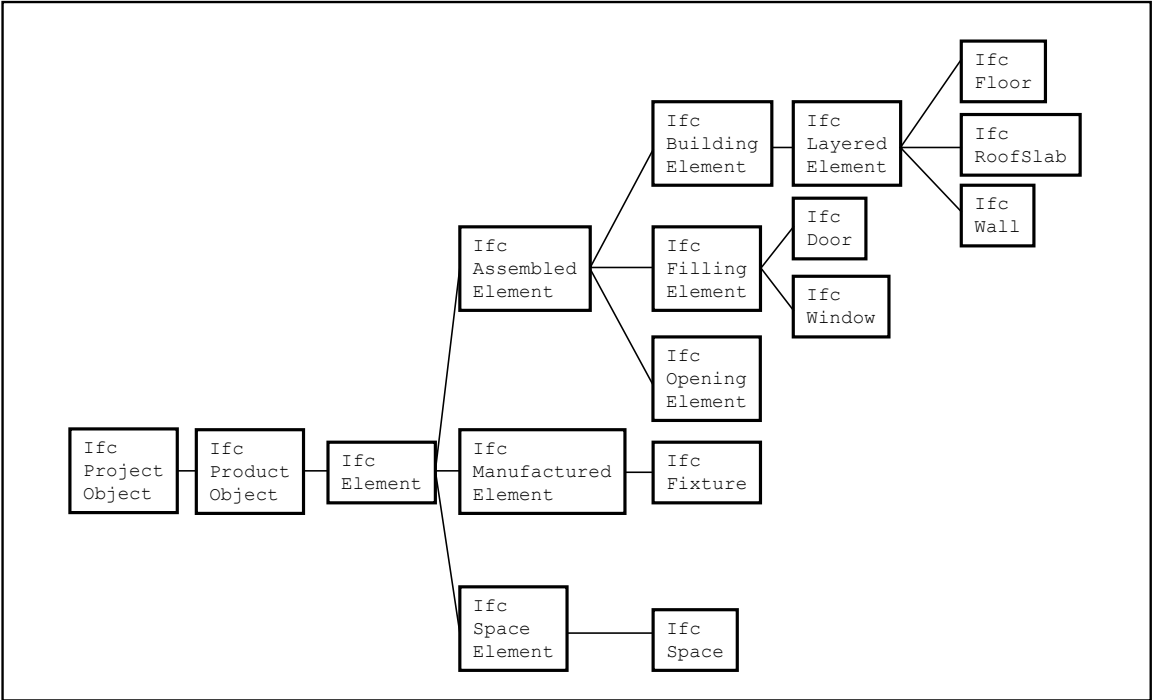 Ifc
Floor
Ifc
RoofSlab
Ifc
Wall
Ifc
Building
Element
Ifc
Layered
Element
Ifc
Door
Ifc
Window
Ifc
Assembled
Element
Ifc
Filling
Element
Ifc
Opening
Element
Ifc
Project
Object
Ifc
Product
Object
Ifc
Element
Ifc
Manufactured
Element
Ifc
Fixture
Ifc
Space
Element
Ifc
Space